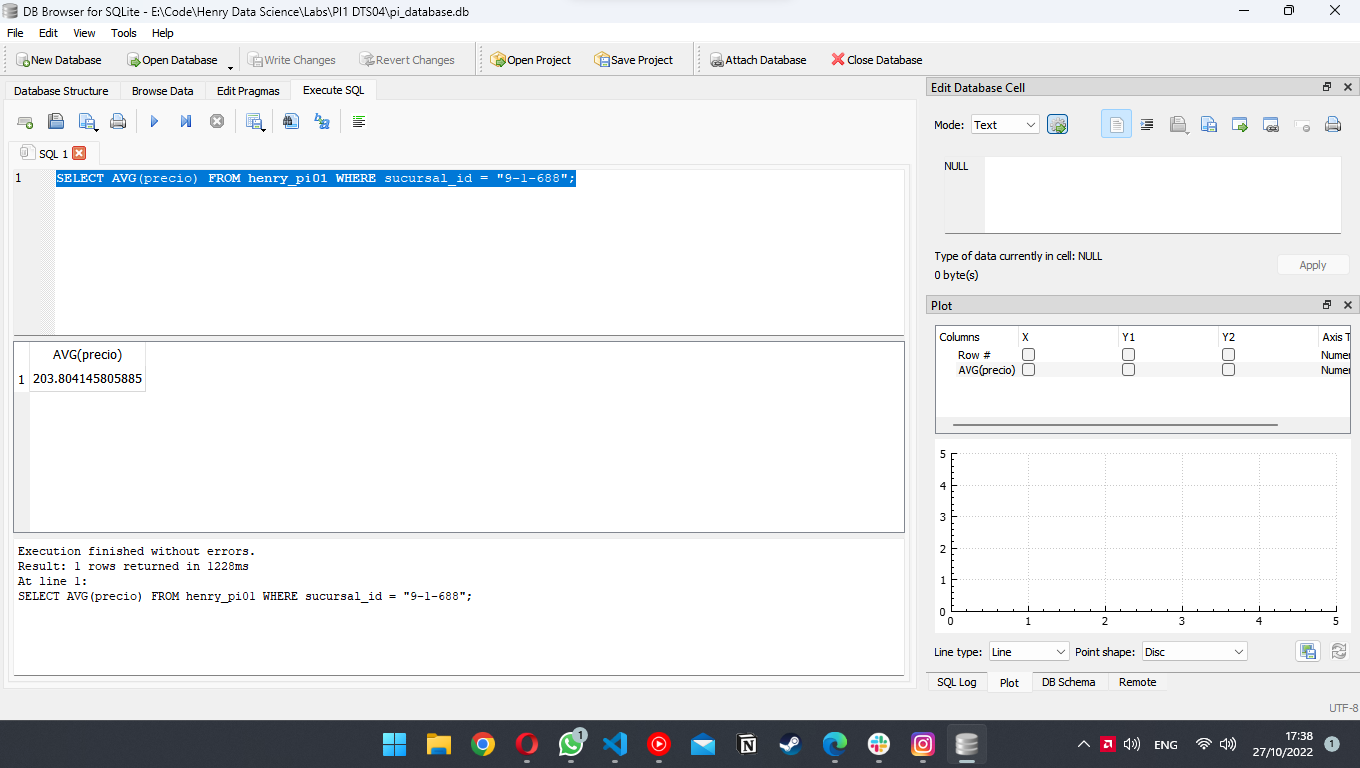 DB Browser for SQLite - E:\Code\Henry Data Science\Labs\PI1 DTS04\pi_database.db
File Edit View Tools Help
New Database Open Database Write Changes Revert Changes Open Project Save Project Attach Database Close Database
Database Structure Browse Data Edit Pragmas Execute SQL
SQL 1
1 SELECT AVG(precio) FROM henry_pi01 WHERE sucursal_id = "9-1-688";
AVG(precio)
1 203.804145805885
Execution finished without errors.
Result: 1 rows returned in 1228ms
At line 1:
SELECT AVG(precio) FROM henry_pi01 WHERE sucursal_id = "9-1-688";
Edit Database Cell
Mode: Text
NULL
Type of data currently in cell: NULL
0 byte(s)
Apply
Plot
Columns X Y1 Y2 Axis T
Row # Numer
AVG(precio) Numer
5
4
3
2
1
0
0 1 2 3 4 5
Line type: Line Point shape: Disc
SQL Log Plot DB Schema Remote
UTF-8
1
ENG
17:38
27/10/2022
1